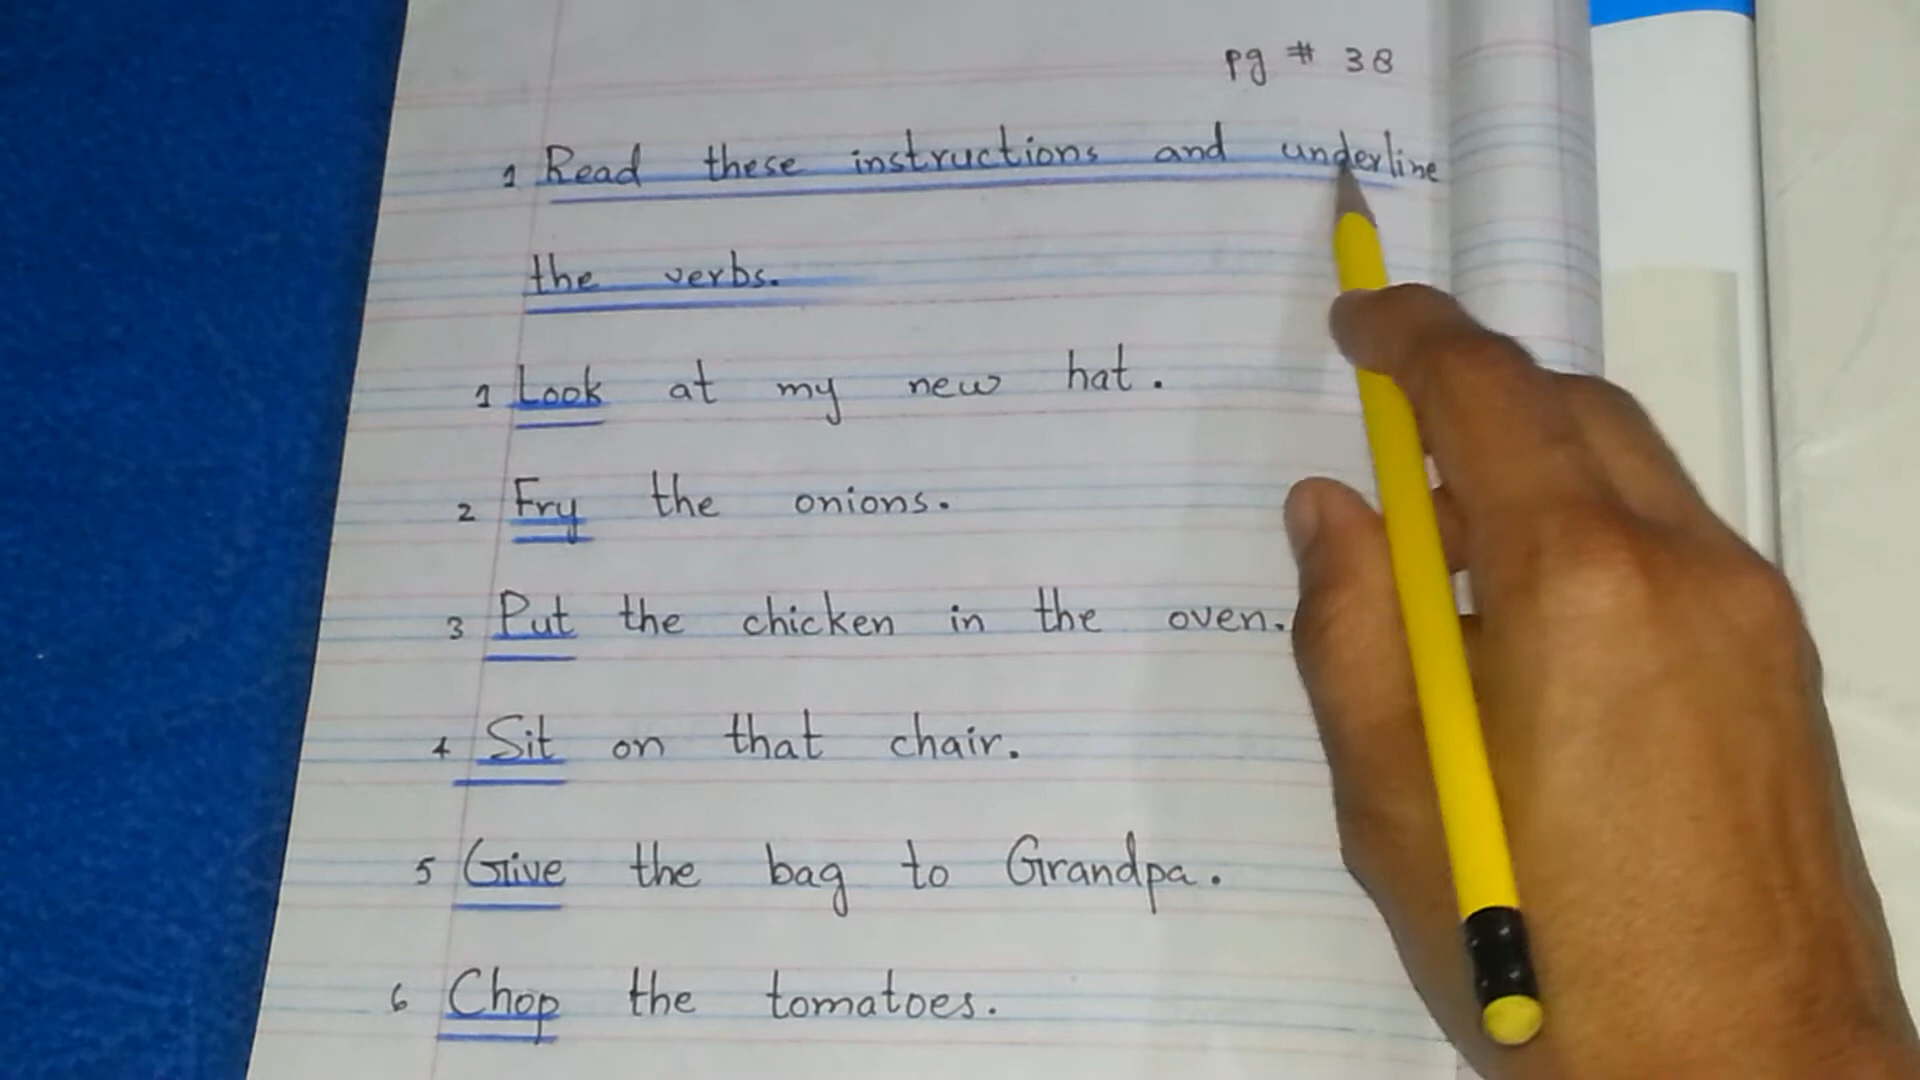 pg # 38
1 Read these instructions and underline
the verbs.
1 Look at my new hat.
2 Fry the onions.
3 Put the chicken in the oven.
4 Sit on that chair.
5 Give the bag to Grandpa.
6 Chop the tomatoes.